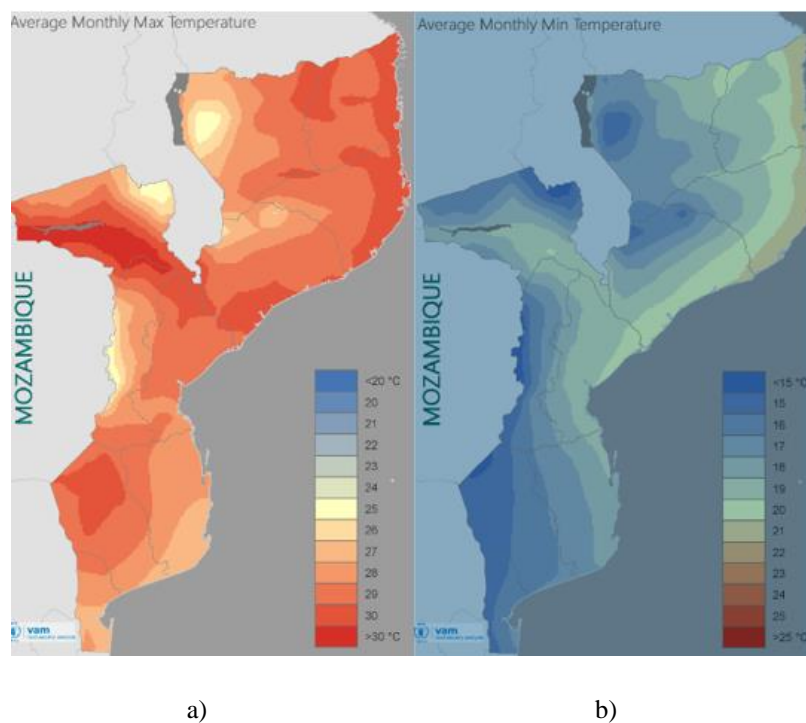 Average Monthly Max Temperature
MOZAMBIQUE
<20 °C
20
21
22
23
24
25
26
27
28
29
30
>30 °C
vam
Average Monthly Min Temperature
MOZAMBIQUE
<15 °C
15
16
17
18
19
20
21
22
23
24
25
>25 °C
vam
a)
b)